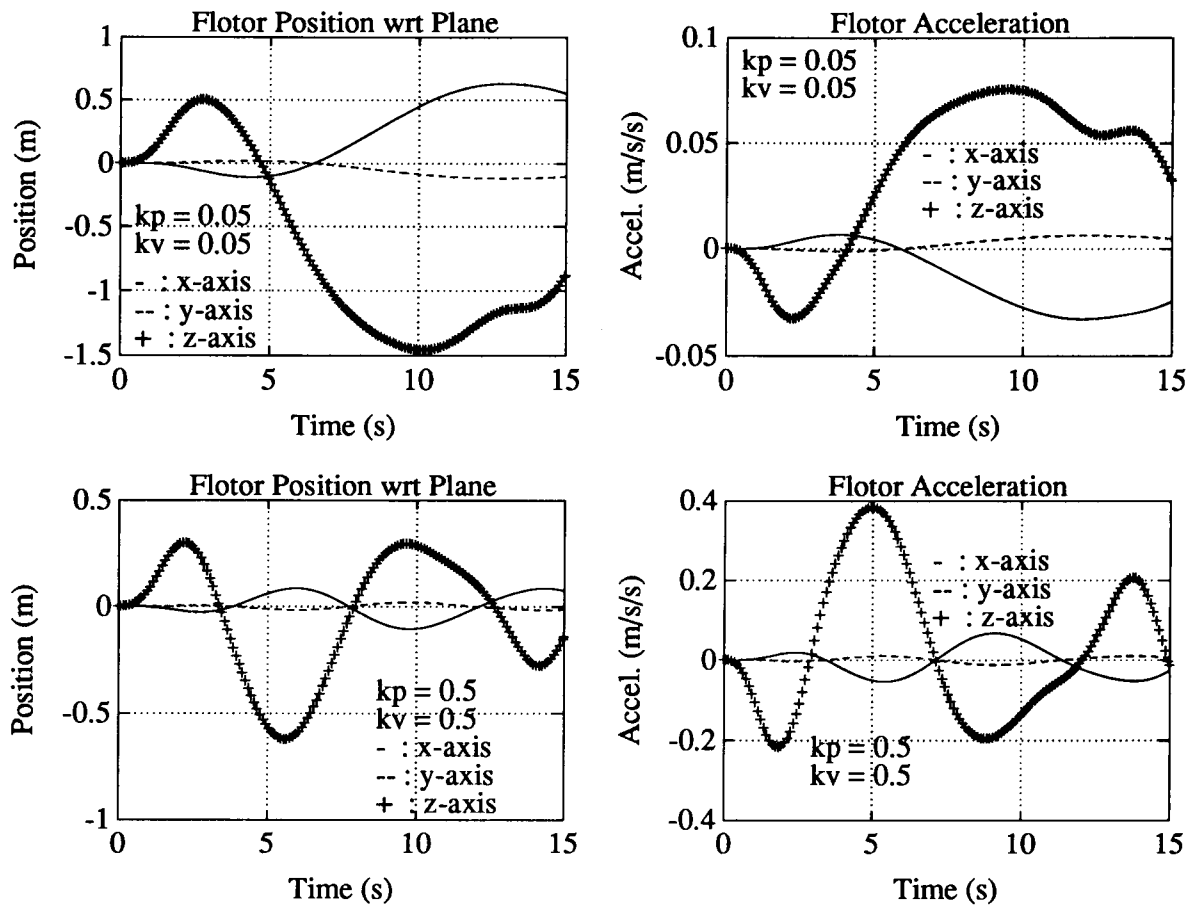 Flotor Position wrt Plane
1
0.5
0
-0.5
-1
-1.5
Position (m)
kp = 0.05
kv = 0.05
- : x-axis
-- : y-axis
+ : z-axis
0
5
10
15
Time (s)
Flotor Acceleration
0.1
0.05
0
-0.05
Accel. (m/s/s)
kp = 0.05
kv = 0.05
- : x-axis
-- : y-axis
+ : z-axis
0
5
10
15
Time (s)
Flotor Position wrt Plane
0.5
0
-0.5
-1
Position (m)
kp = 0.5
kv = 0.5
- : x-axis
-- : y-axis
+ : z-axis
0
5
10
15
Time (s)
Flotor Acceleration
0.4
0.2
0
-0.2
-0.4
Accel. (m/s/s)
- : x-axis
-- : y-axis
+ : z-axis
kp = 0.5
kv = 0.5
0
5
10
15
Time (s)